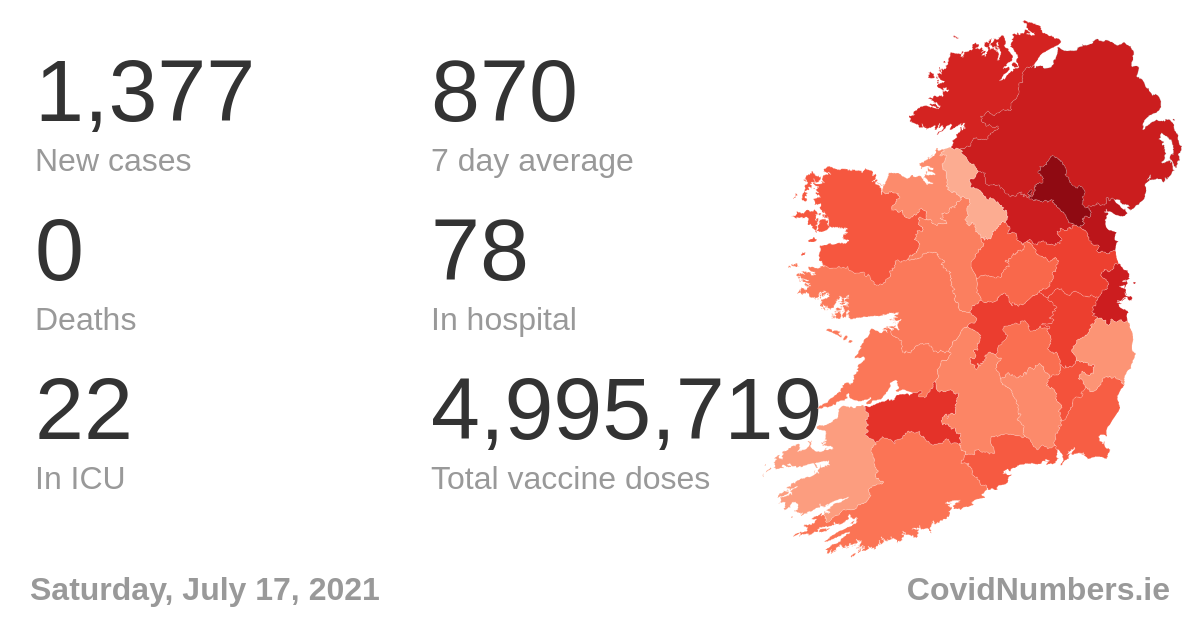 1,377
New cases
870
7 day average
0
Deaths
78
In hospital
22
In ICU
4,995,719
Total vaccine doses
Saturday, July 17, 2021
CovidNumbers.ie